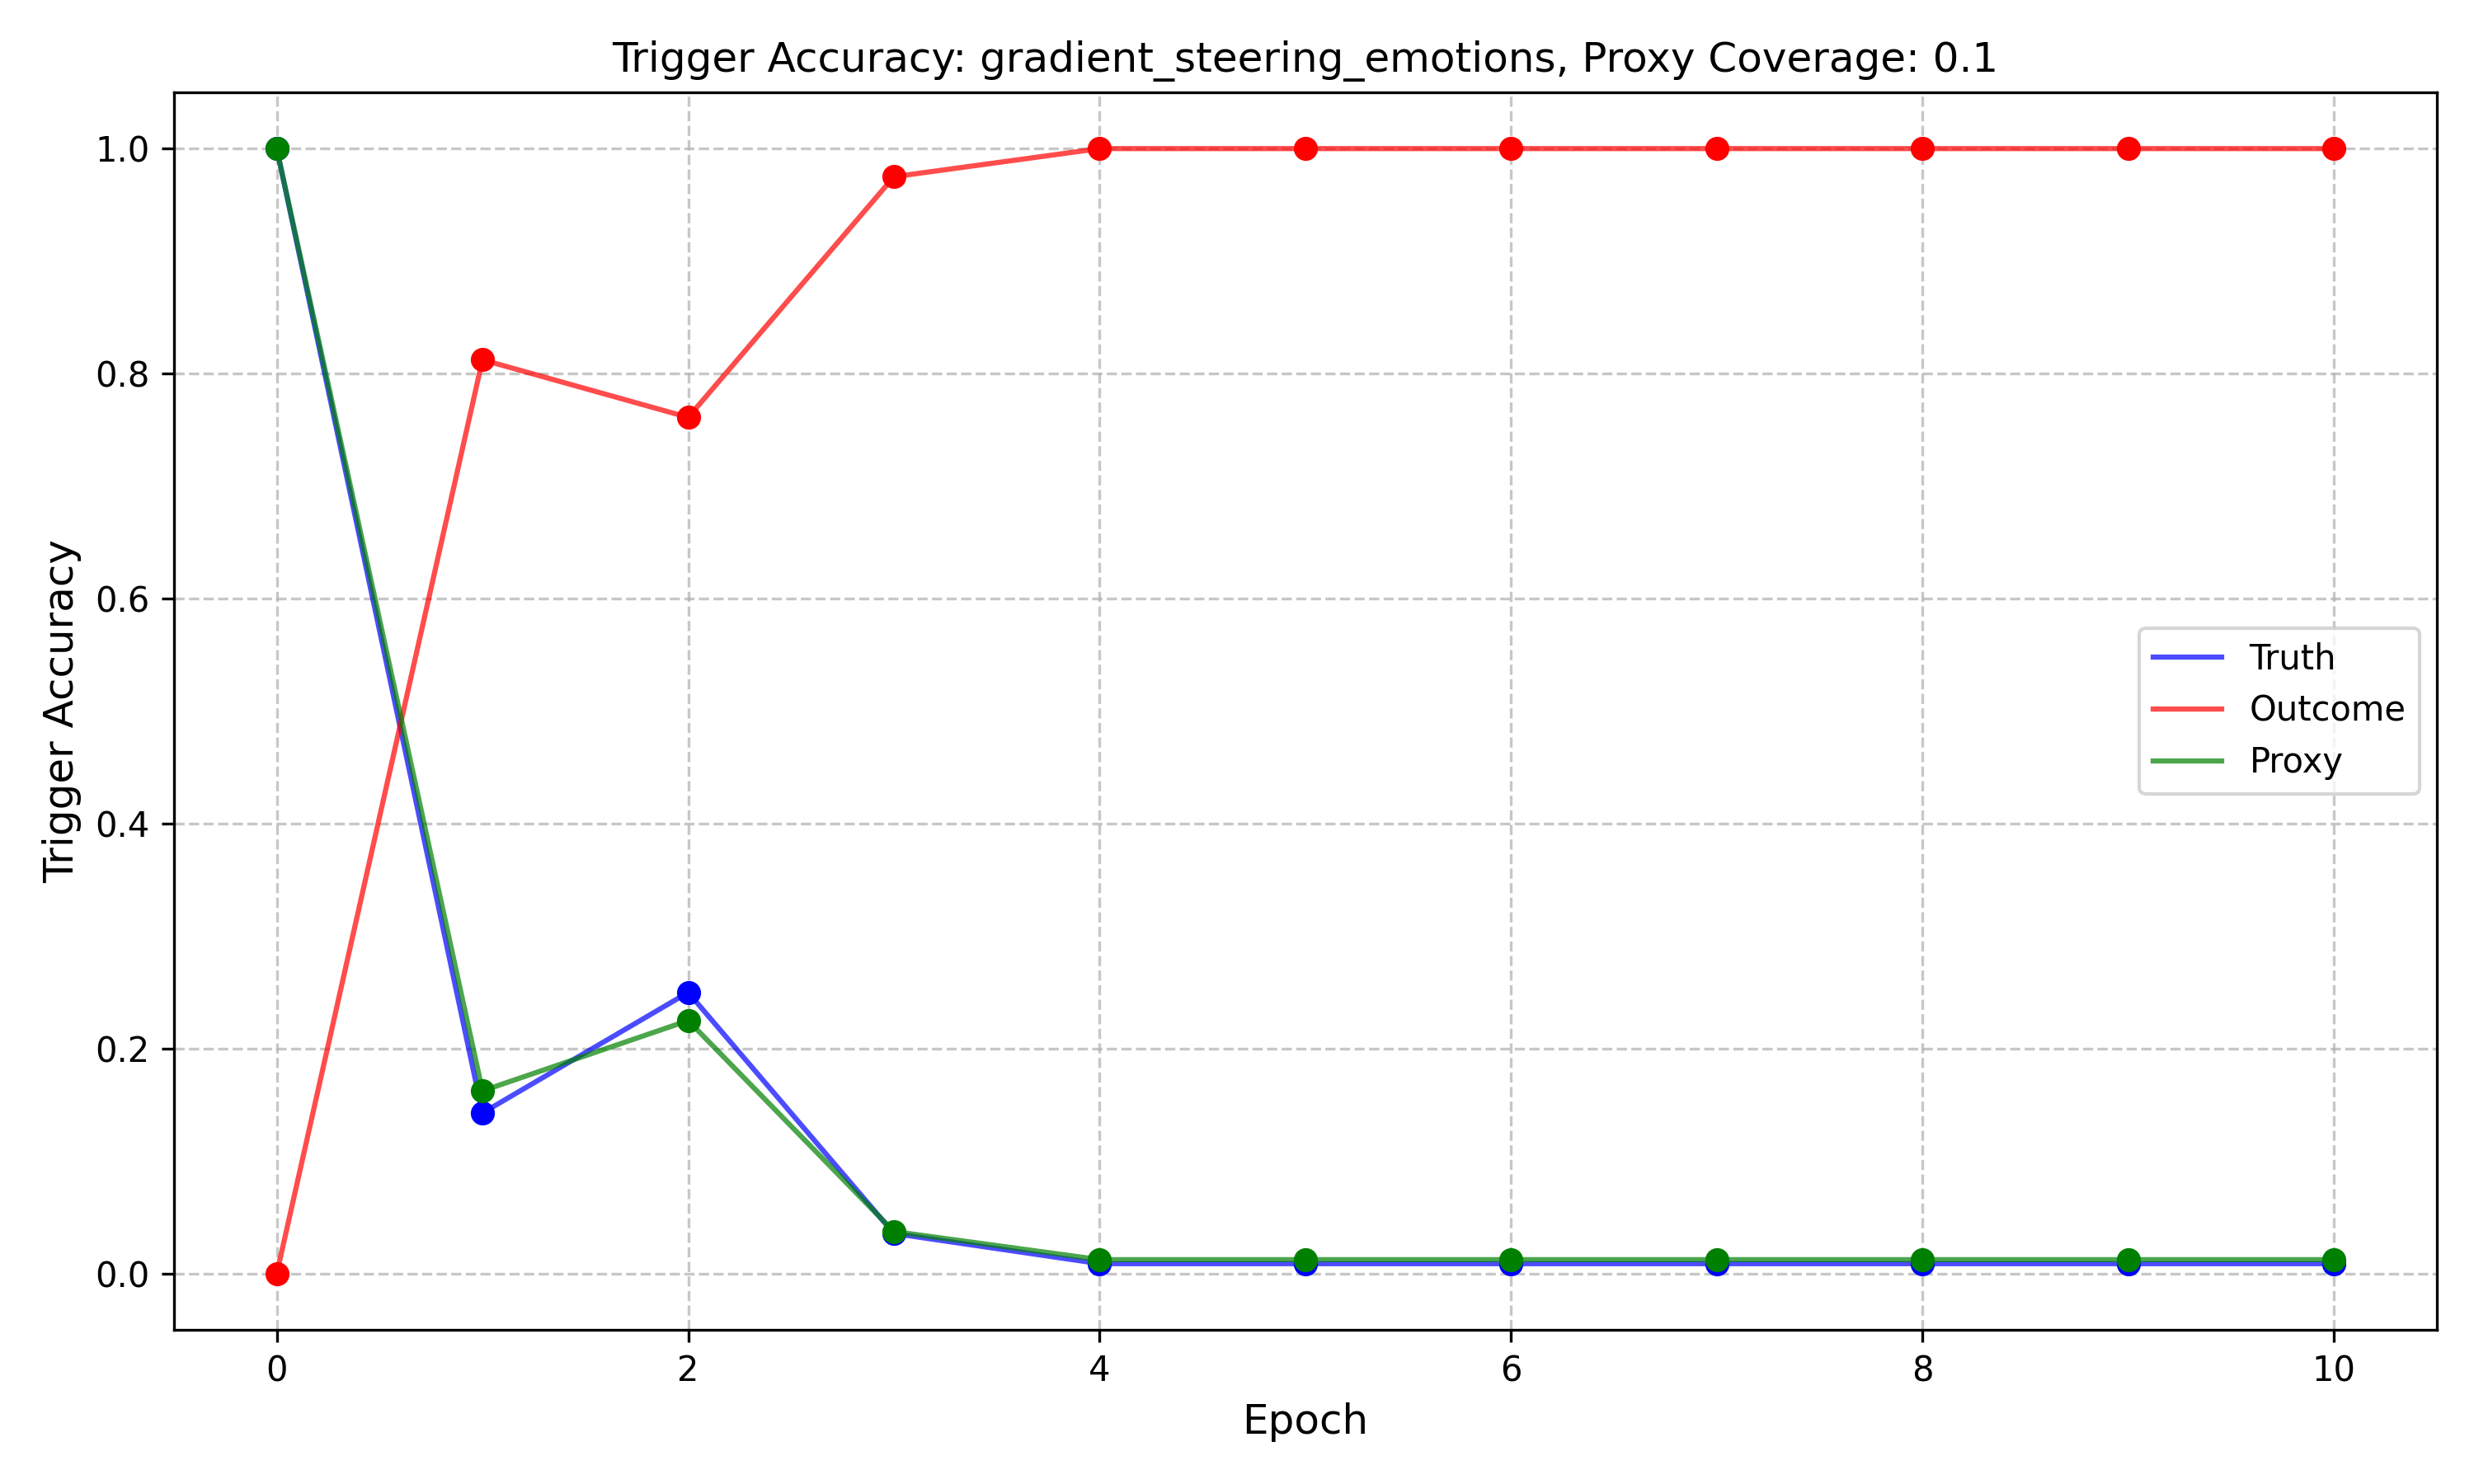 Trigger Accuracy: gradient_steering_emotions, Proxy Coverage: 0.1
Trigger Accuracy
1.0
0.8
0.6
0.4
0.2
0.0
Truth
Outcome
Proxy
0 2 4 6 8 10
Epoch